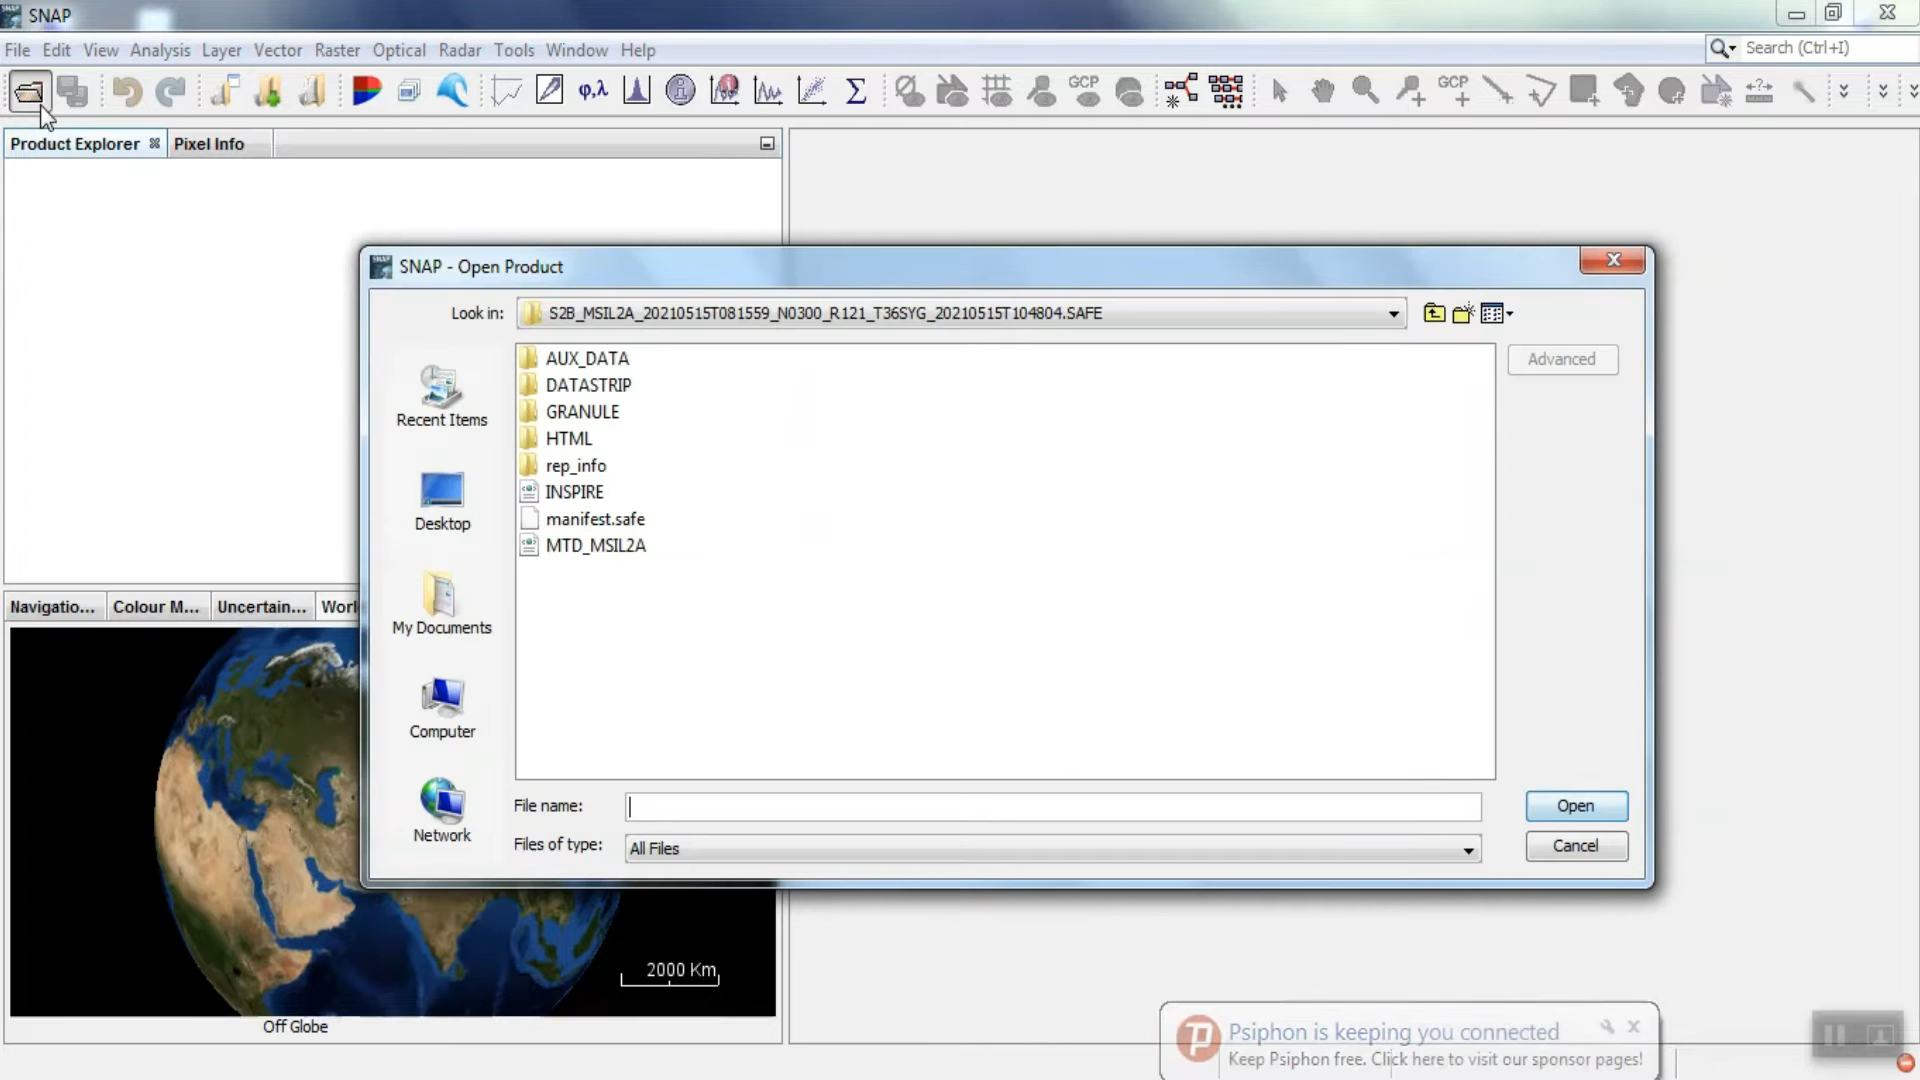 SNAP
File Edit View Analysis Layer Vector Raster Optical Radar Tools Window Help
Search (Ctrl+I)
φ,λ Σ GCP GCP
Product Explorer Pixel Info
SNAP - Open Product
Look in: S2B_MSIL2A_20210515T081559_N0300_R121_T36SYG_20210515T104804.SAFE
AUX_DATA
Advanced
DATASTRIP
GRANULE
HTML
rep_info
INSPIRE
manifest.safe
MTD_MSIL2A
Recent Items
Desktop
My Documents
Computer
Network
File name:
Open
Files of type: All Files
Cancel
Navigatio... Colour M... Uncertain... Worl
2000 Km
Off Globe
Psiphon is keeping you connected
Keep Psiphon free. Click here to visit our sponsor pages!